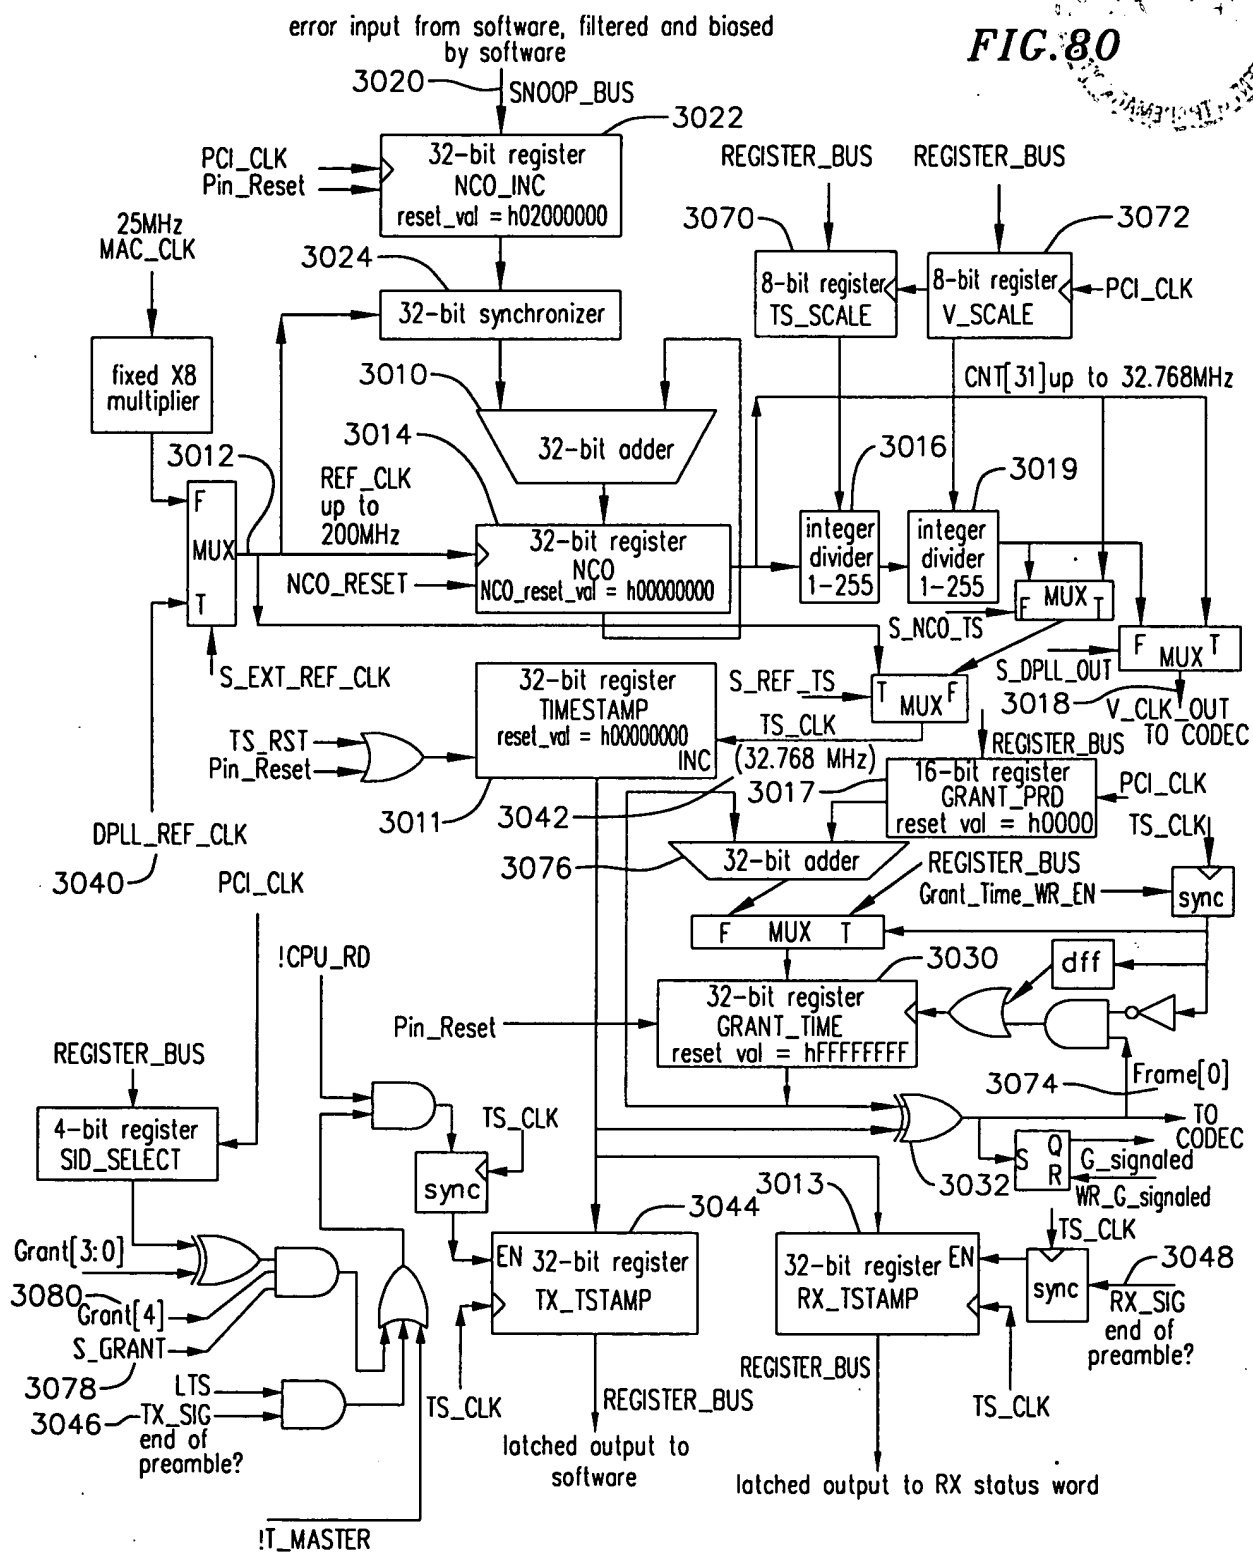 error input from software, filtered and biased
by software
FIG. 80
3020
SNOOP_BUS
3022
32-bit register
NCO_INC
reset_val = h02000000
PCI_CLK
Pin_Reset
REGISTER_BUS
REGISTER_BUS
3070
3072
25MHz
MAC_CLK
3024
32-bit synchronizer
8-bit register
TS_SCALE
8-bit register
V_SCALE
PCI_CLK
fixed X8
multiplier
3010
32-bit adder
CNT[31]up to 32.768MHz
3012
3014
3016
3019
F
MUX
T
REF_CLK
up to
200MHz
NCO_RESET
32-bit register
NCO
NCO_reset_val = h00000000
integer
divider
1-255
integer
divider
1-255
F MUX T
S_NCO_TS
F MUX T
S_DPLL_OUT
3018
V_CLK_OUT
TO CODEC
S_EXT_REF_CLK
32-bit register
TIMESTAMP
reset_val = h00000000
INC
S_REF_TS
T MUX F
TS_CLK
(32.768 MHz)
TS_RST
Pin_Reset
3011
3042
3017
REGISTER_BUS
16-bit register
GRANT_PRD
reset val = h0000
PCI_CLK
TS_CLK
DPLL_REF_CLK
3040
3076
32-bit adder
REGISTER_BUS
Grant_Time_WR_EN
sync
PCI_CLK
F MUX T
!CPU_RD
3030
dff
32-bit register
GRANT_TIME
reset val = hFFFFFFFF
Pin_Reset
REGISTER_BUS
3074
Frame[0]
4-bit register
SID_SELECT
TS_CLK
sync
TO
CODEC
3032
S Q
R
G_signaled
WR_G_signaled
3044
3013
TS_CLK
Grant[3:0]
3080
Grant[4]
S_GRANT
3078
EN 32-bit register
TX_TSTAMP
32-bit register EN
RX_TSTAMP
sync
3048
RX_SIG
end of
preamble?
LTS
3046
TX_SIG
end of
preamble?
TS_CLK
REGISTER_BUS
REGISTER_BUS
TS_CLK
latched output to
software
latched output to RX status word
!T_MASTER